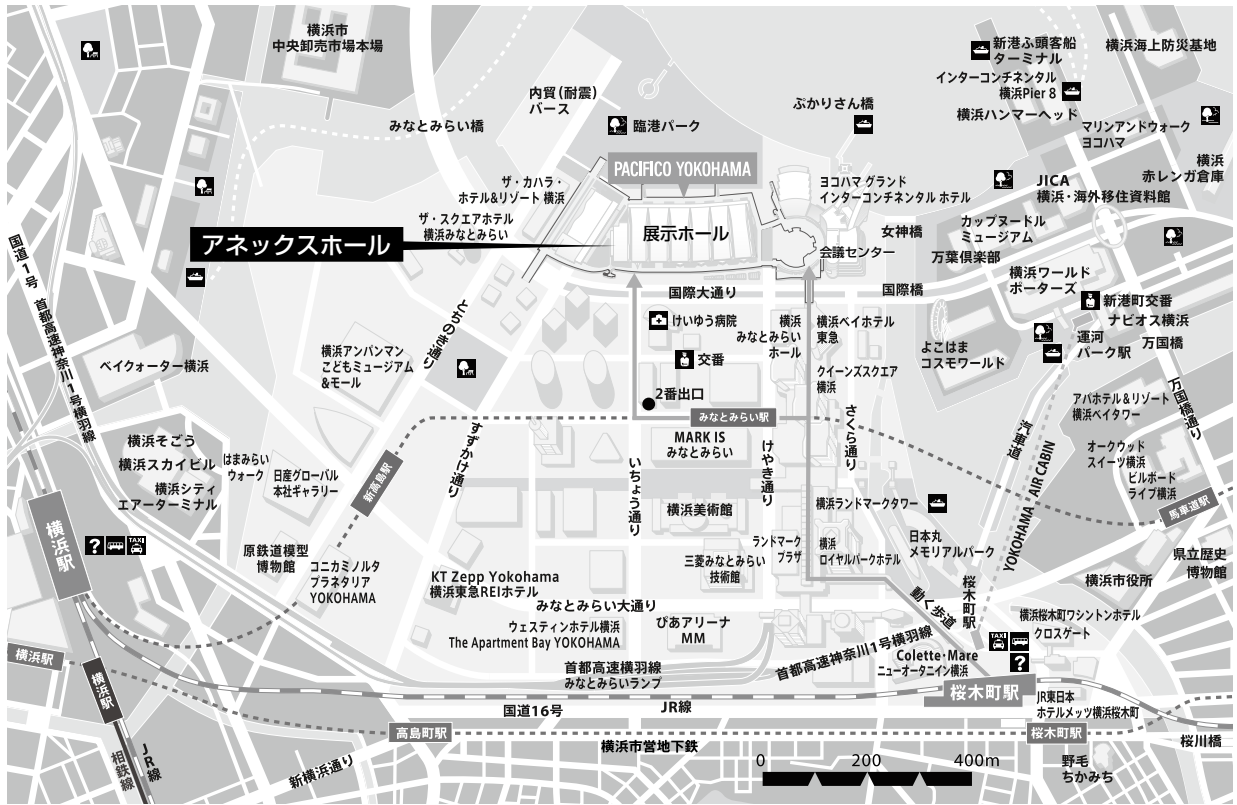 横浜市
中央卸売市場本場
新港ふ頭客船
ターミナル
横浜海上防災基地
インターコンチネンタル
横浜Pier 8
横浜ハンマーヘッド
マリンアンドウォーク
ヨコハマ
横浜
赤レンガ倉庫
内貿(耐震)
バース
みなとみらい橋
臨港パーク
ぷかりさん橋
PACIFICO YOKOHAMA
ザ・カハラ・
ホテル&リゾート 横浜
ザ・スクエアホテル
横浜みなとみらい
ヨコハマ グランド
インターコンチネンタル ホテル
JICA
横浜・海外移住資料館
カップヌードル
ミュージアム
女神橋
万葉倶楽部
アネックスホール
展示ホール
会議センター
横浜ワールド
ポーターズ
国際大通り
国際橋
新港町交番
ナビオス横浜
国道1号
首都高速神奈川1号横羽線
とちのき通り
けいゆう病院
横浜
みなとみらい
ホール
横浜ベイホテル
東急
よこはま
コスモワールド
運河
パーク駅
万国橋
ベイクォーター横浜
横浜アンパンマン
こどもミュージアム
&モール
交番
クイーンズスクエア
横浜
2番出口
みなとみらい駅
アパホテル&リゾート
横浜ベイタワー
万国橋通り
さくら通り
汽車道
横浜そごう
横浜スカイビル
はまみらい
ウォーク
横浜シティ
エアーターミナル
日産グローバル
本社ギャラリー
新高島駅
すずかけ通り
MARK IS
みなとみらい
いちょう通り
けやき通り
オークウッド
スイーツ横浜
ビルボード
ライブ横浜
YOKOHAMA AIR CABIN
馬車道駅
横浜美術館
横浜ランドマークタワー
横浜駅
?
TAXI
原鉄道模型
博物館
コニカミノルタ
プラネタリア
YOKOHAMA
ランドマーク
プラザ
横浜
ロイヤルパークホテル
日本丸
メモリアルパーク
三菱みなとみらい
技術館
県立歴史
博物館
横浜市役所
KT Zepp Yokohama
横浜東急REIホテル
みなとみらい大通り
動く歩道
桜木町駅
横浜桜木町ワシントンホテル
クロスゲート
ウェスティンホテル横浜
The Apartment Bay YOKOHAMA
ぴあアリーナ
MM
首都高速神奈川1号横羽線
TAXI
?
Colette・Mare
ニューオータニイン横浜
横浜駅
横浜駅
首都高速横羽線
みなとみらいランプ
桜木町駅
国道16号
JR線
JR東日本
ホテルメッツ横浜桜木町
高島町駅
横浜市営地下鉄
桜木町駅
桜川橋
相鉄線
JR線
新横浜通り
0
200
400m
野毛
ちかみち